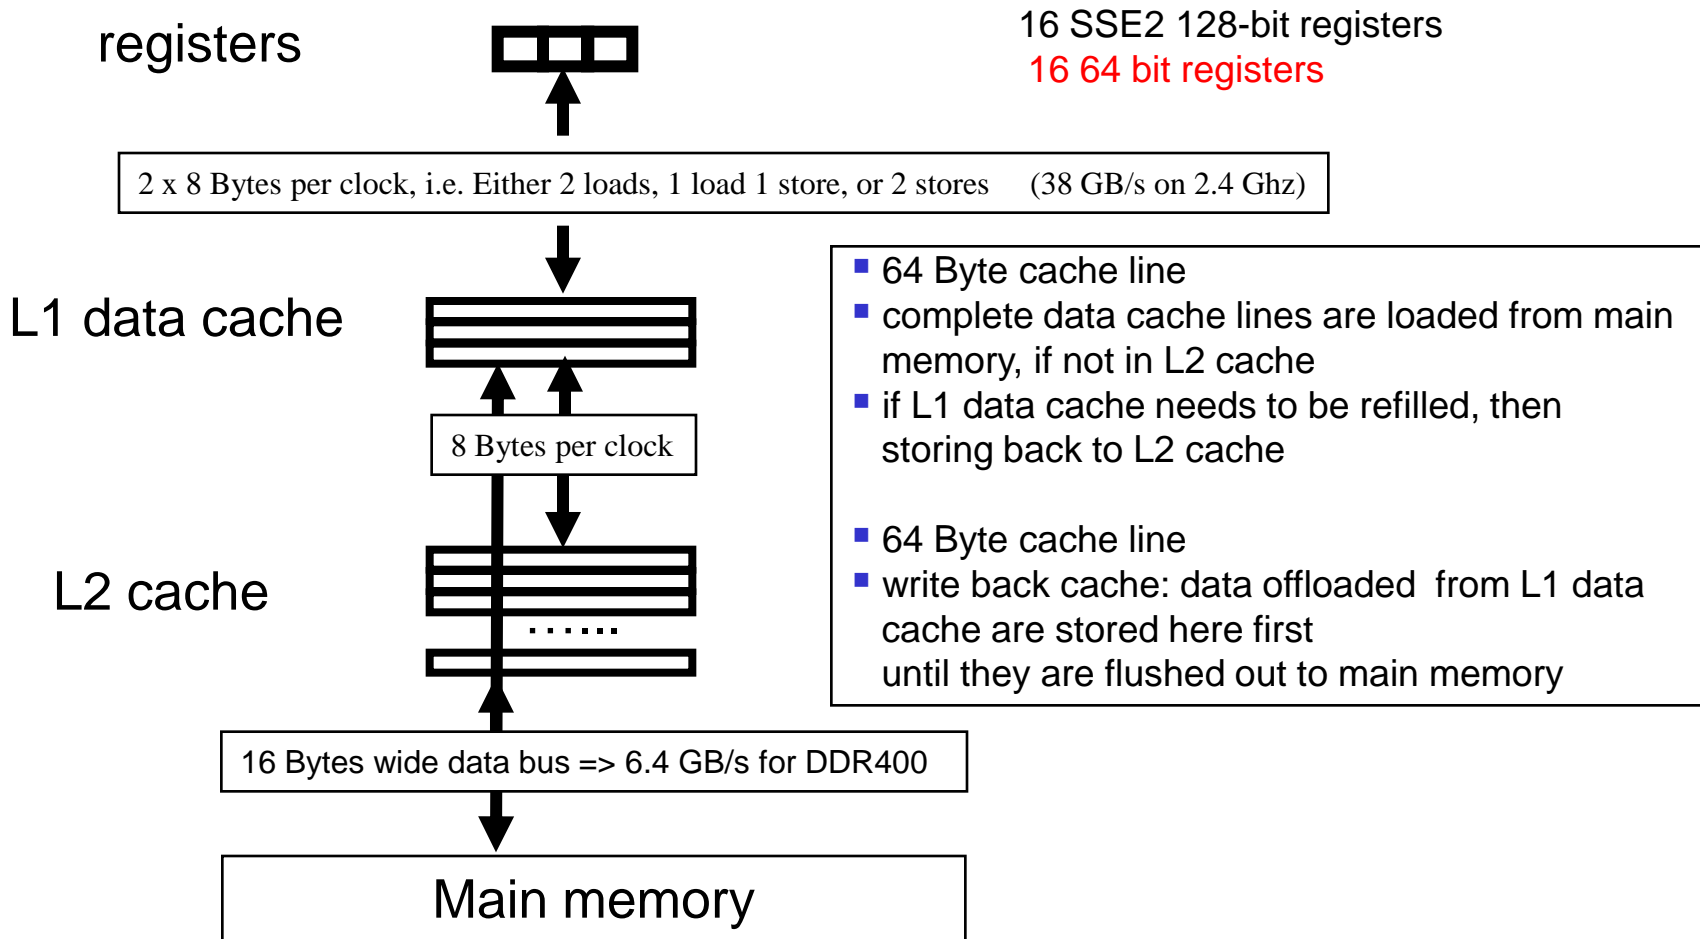 registers
16 SSE2 128-bit registers
16 64 bit registers
2 x 8 Bytes per clock, i.e. Either 2 loads, 1 load 1 store, or 2 stores (38 GB/s on 2.4 Ghz)
L1 data cache
64 Byte cache line
complete data cache lines are loaded from main
memory, if not in L2 cache
if L1 data cache needs to be refilled, then
storing back to L2 cache
8 Bytes per clock
64 Byte cache line
write back cache: data offloaded from L1 data
cache are stored here first
until they are flushed out to main memory
L2 cache
......
16 Bytes wide data bus => 6.4 GB/s for DDR400
Main memory